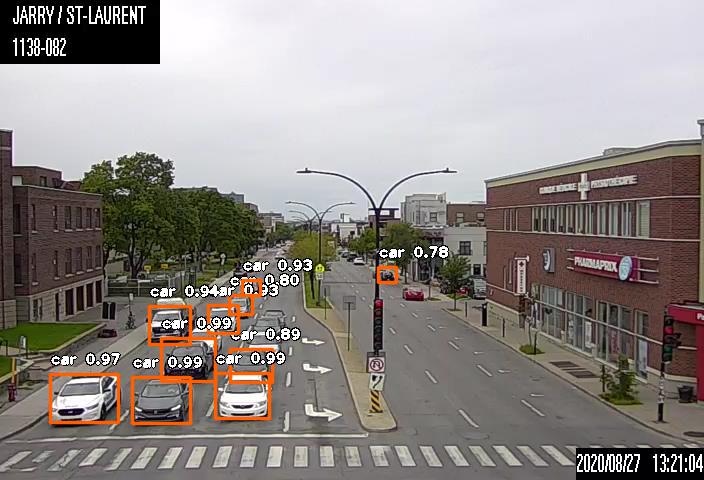 JARRY / ST-LAURENT
1138-082
car 0.78
car 0.93
car 0.80
car 0.94
car 0.93
car 0.99
car 0.89
car 0.97
car 0.99
car 0.99
PHARMAPRIX
2020/08/27 13:21:04